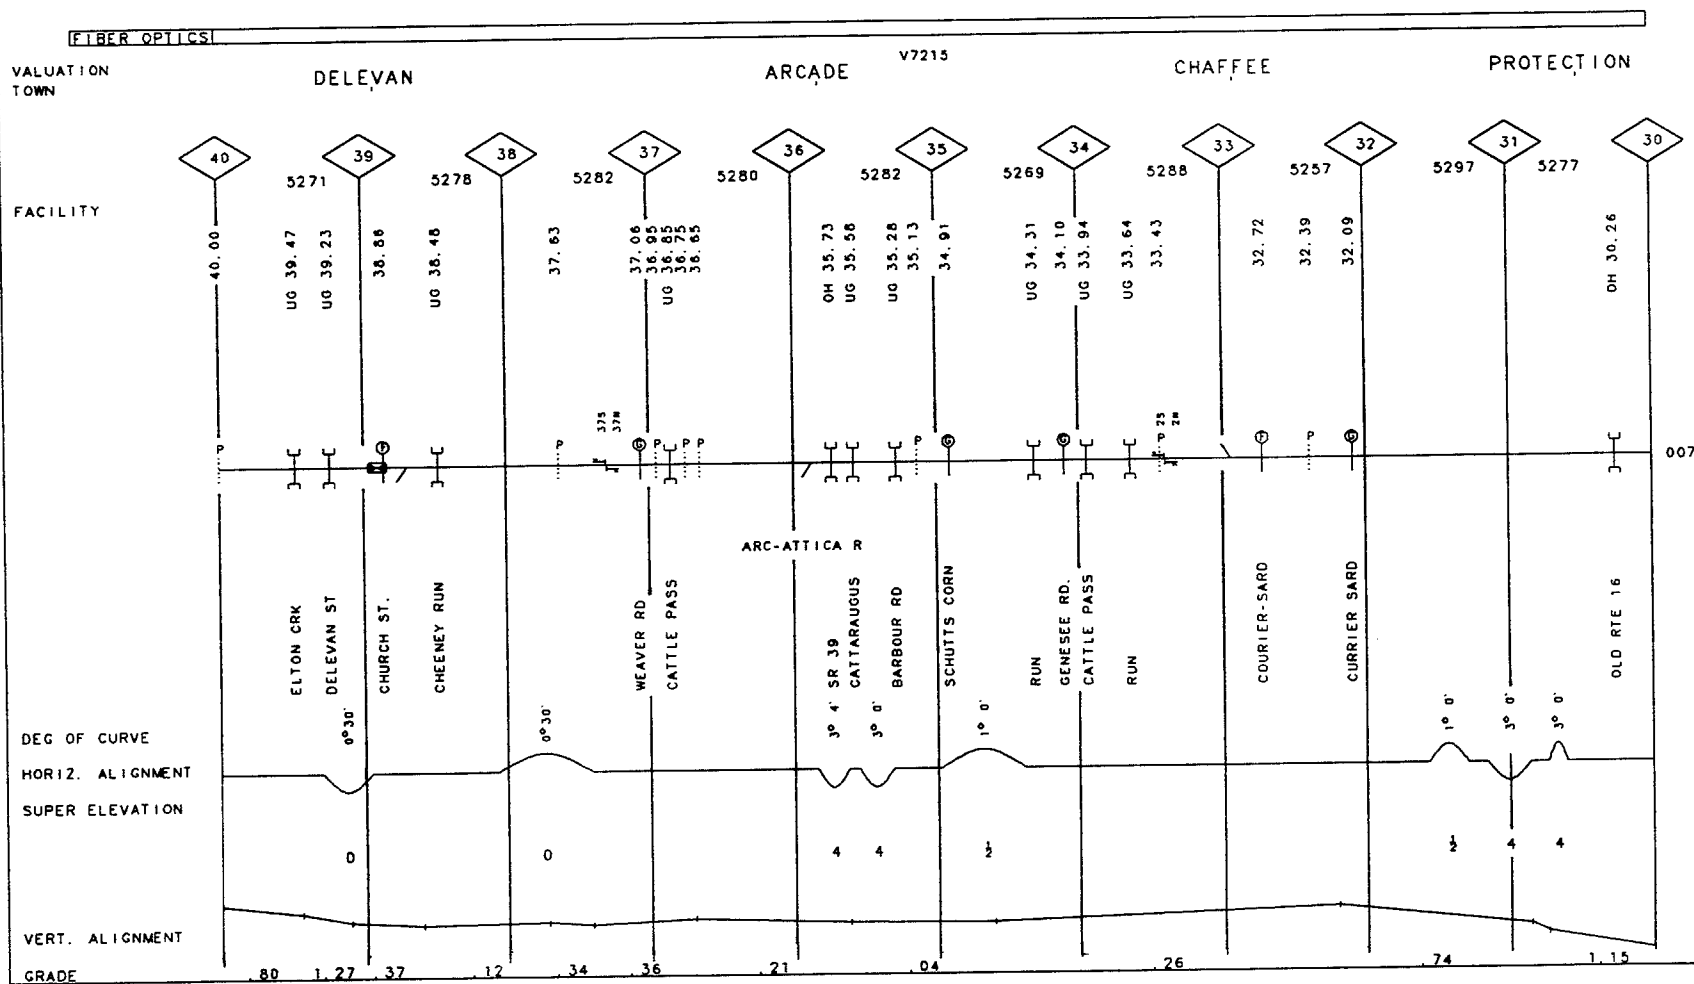 FIBER OPTICS
VALUATION
V7215
TOWN
DELEVAN
ARCADE
CHAFFEE
PROTECTION
40
39
38
37
36
35
34
33
32
31
30
5271
5278
5282
5280
5282
5269
5288
5257
5297
5277
FACILITY
40.00
UG 39.47
UG 39.23
38.86
UG 38.48
37.63
37.06
36.95
UG 36.85
36.75
36.65
OH 35.73
UG 35.58
UG 35.28
35.13
34.91
UG 34.31
34.10
UG 33.94
UG 33.64
33.43
32.72
32.39
32.09
OH 30.26
P
F
P
37S
37N
G
P
P
P
P
G
G
P
2S
2N
F
P
G
007
ARC-ATTICA R
ELTON CRK
DELEVAN ST
CHURCH ST.
CHEENEY RUN
WEAVER RD
CATTLE PASS
SR 39
CATTARAUGUS
BARBOUR RD
SCHUTTS CORN
RUN
GENESEE RD.
CATTLE PASS
RUN
COURIER-SARD
CURRIER SARD
OLD RTE 16
DEG OF CURVE
0°30'
0°30'
3° 4'
3° 0'
1° 0'
1° 0'
3° 0'
3° 0'
HORIZ. ALIGNMENT
SUPER ELEVATION
0
0
4
4
½
½
4
4
VERT. ALIGNMENT
GRADE
.80
1.27
.37
.12
.34
.36
.21
.04
.26
.74
1.15